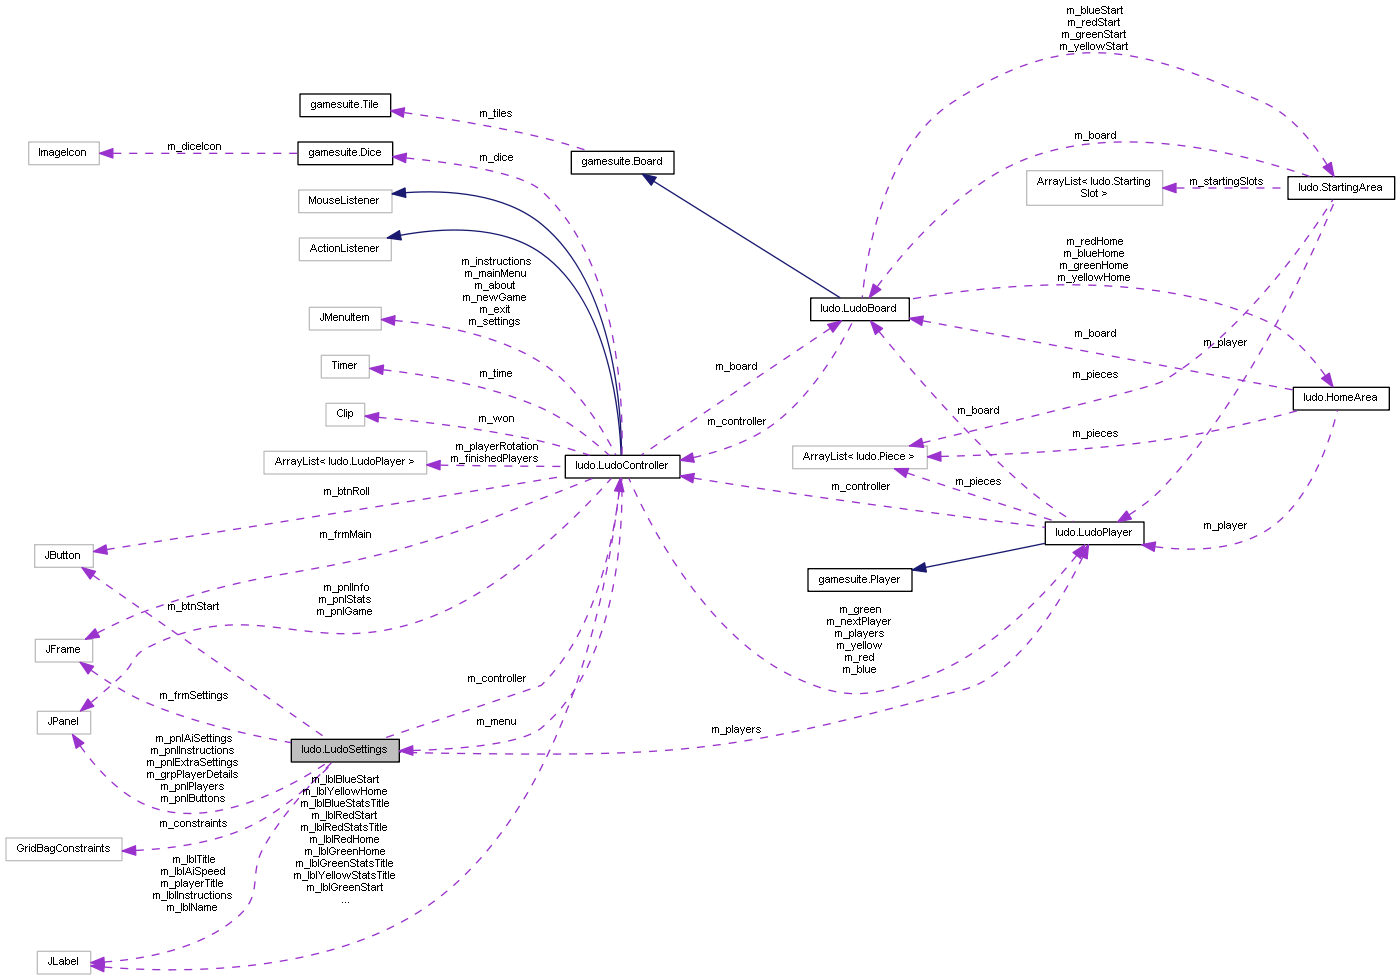 m_blueStart
m_redStart
m_greenStart
m_yellowStart
gamesuite.Tile
m_tiles
m_board
ImageIcon
m_diceIcon
gamesuite.Dice
m_dice
gamesuite.Board
ArrayList< ludo.Starting
Slot >
m_startingSlots
ludo.StartingArea
MouseListener
ActionListener
m_instructions
m_mainMenu
m_about
m_newGame
m_exit
m_settings
m_redHome
m_blueHome
m_greenHome
m_yellowHome
JMenuItem
ludo.LudoBoard
m_board
m_player
Timer
m_time
m_board
m_pieces
ludo.HomeArea
Clip
m_won
m_controller
m_board
m_pieces
m_playerRotation
m_finishedPlayers
ArrayList< ludo.LudoPlayer >
ludo.LudoController
ArrayList< ludo.Piece >
m_btnRoll
m_controller
m_pieces
m_frmMain
ludo.LudoPlayer
m_player
JButton
gamesuite.Player
m_pnlInfo
m_pnlStats
m_pnlGame
m_btnStart
m_green
m_nextPlayer
m_players
m_yellow
m_red
m_blue
JFrame
m_controller
m_frmSettings
JPanel
m_menu
m_players
ludo.LudoSettings
m_pnlAiSettings
m_pnlInstructions
m_pnlExtraSettings
m_grpPlayerDetails
m_pnlPlayers
m_pnlButtons
m_lblBlueStart
m_lblYellowHome
m_lblBlueStatsTitle
m_lblRedStart
m_lblRedStatsTitle
m_lblRedHome
m_lblGreenHome
m_lblGreenStatsTitle
m_lblYellowStatsTitle
m_lblGreenStart
...
m_constraints
GridBagConstraints
m_lblTitle
m_lblAiSpeed
m_playerTitle
m_lblInstructions
m_lblName
JLabel